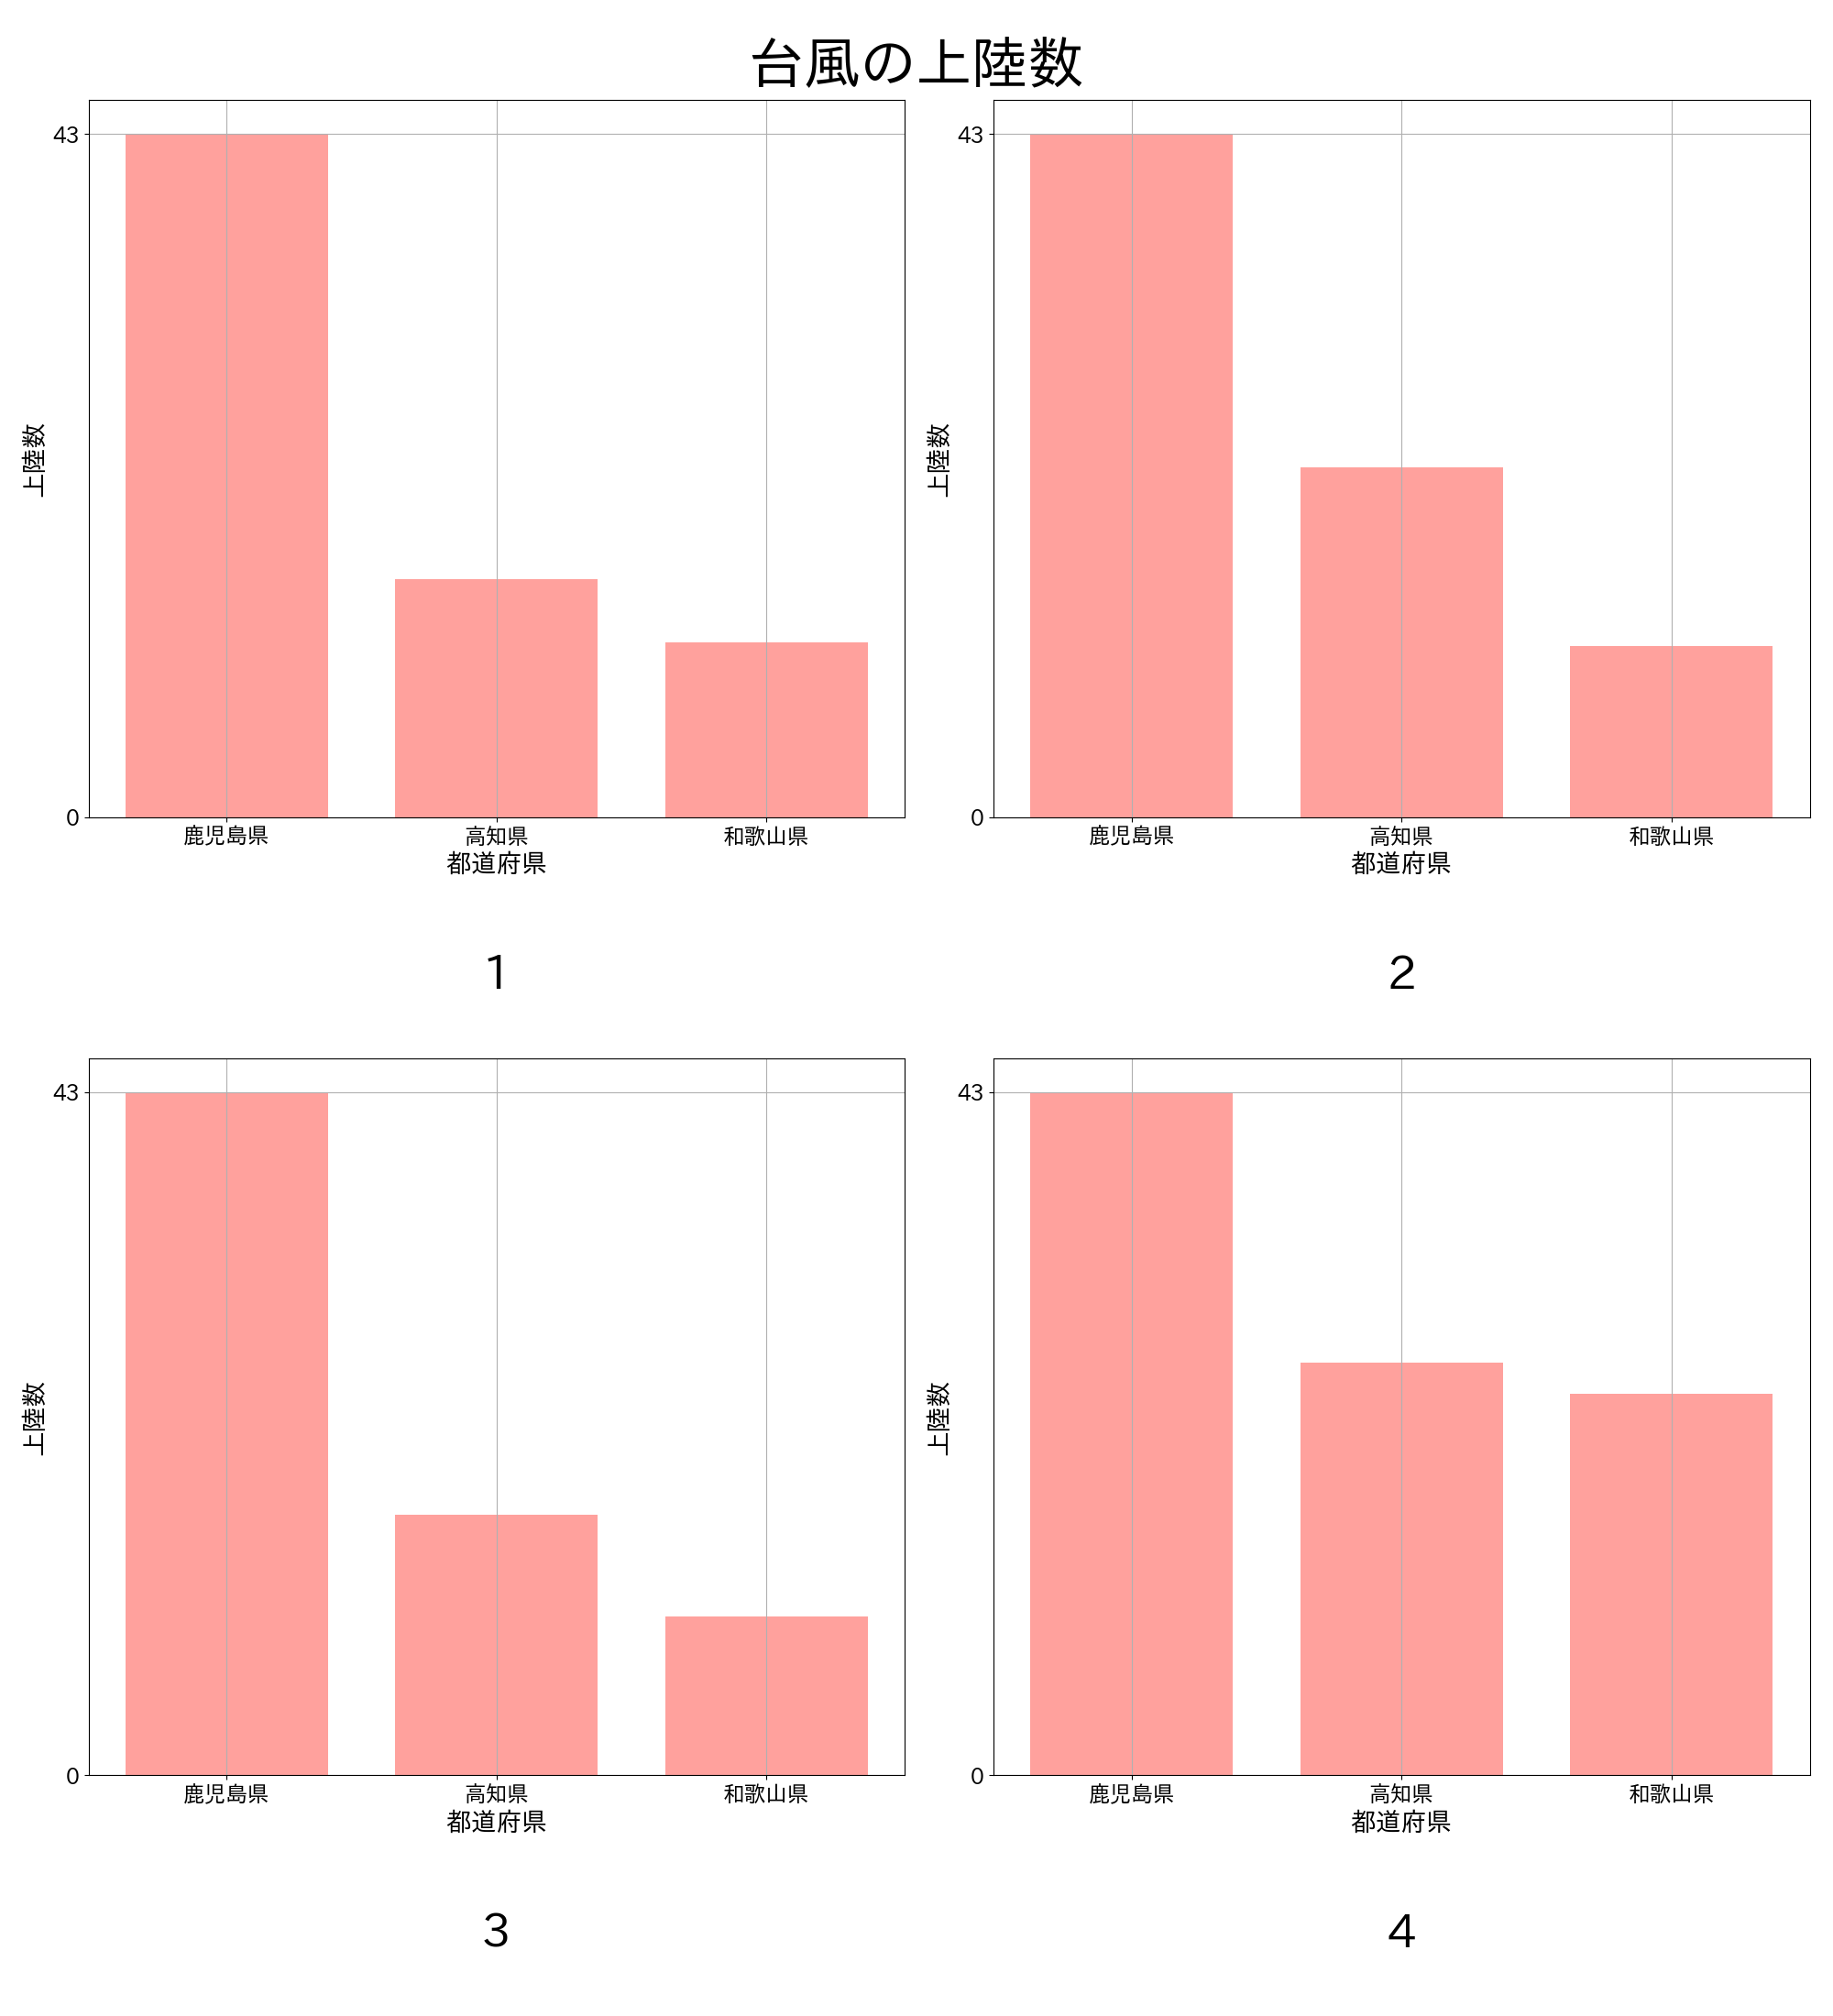 台風の上陸数
43
0
上陸数
鹿児島県 高知県 和歌山県
都道府県
1
43
0
上陸数
鹿児島県 高知県 和歌山県
都道府県
2
43
0
上陸数
鹿児島県 高知県 和歌山県
都道府県
3
43
0
上陸数
鹿児島県 高知県 和歌山県
都道府県
4